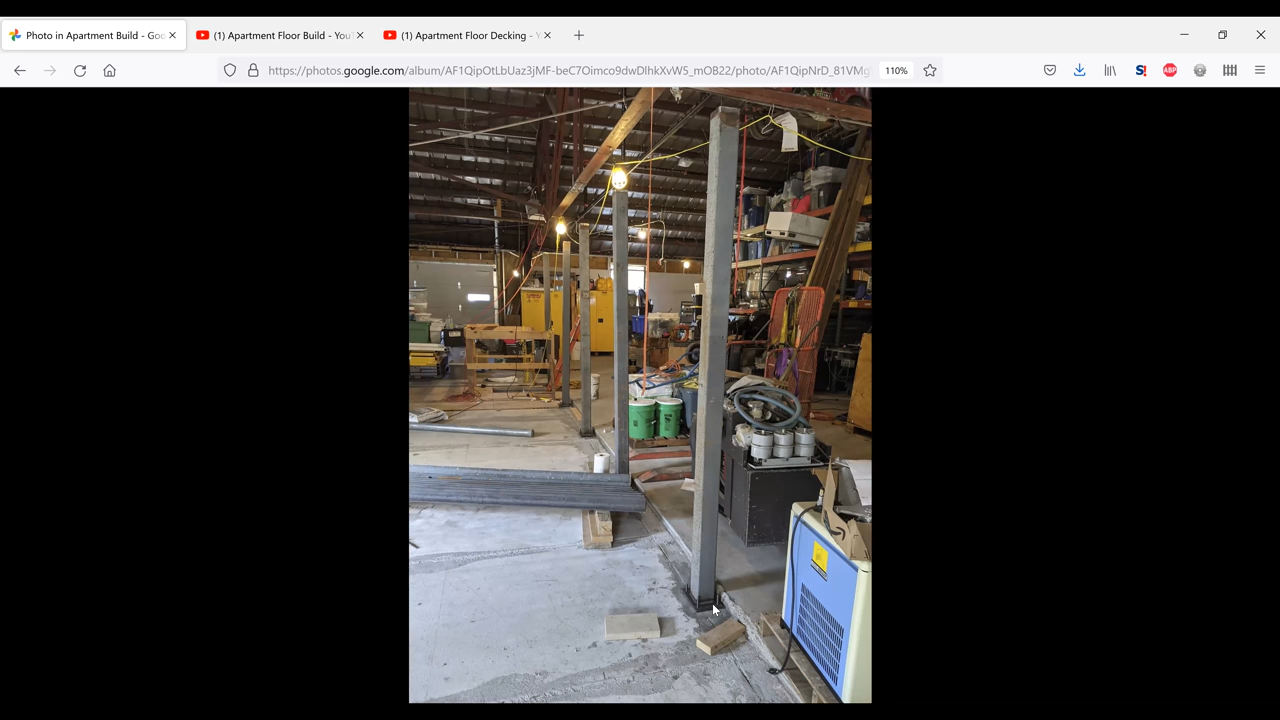 Photo in Apartment Build - Goo
(1) Apartment Floor Build - You
(1) Apartment Floor Decking - Y
https://photos.google.com/album/AF1QipOtLbUaz3jMF-beC7Oimco9dwDlhkXvW5_mOB22/photo/AF1QipNrD_81VMg
110%
S!
ABP